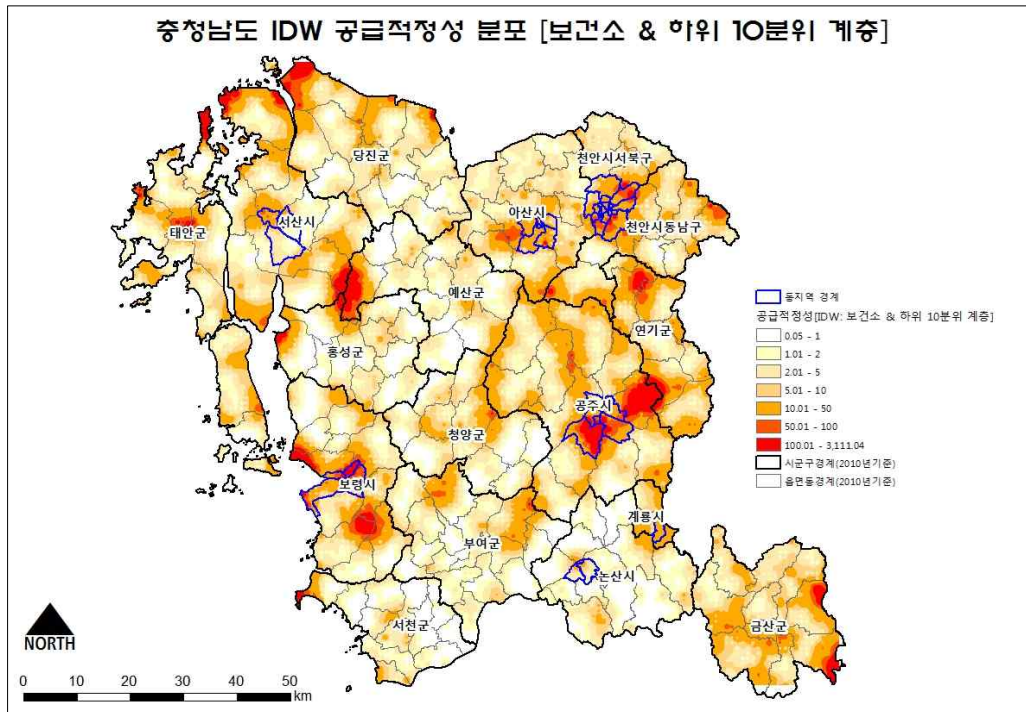 충청남도 IDW 공급적정성 분포 [보건소 & 하위 10분위 계층]
천안시서북구
당진군
아산시
서산시
천안시동남구
태안군
예산군
연기군
홍성군
공주시
청양군
보령시
계룡시
부여군
논산시
서천군
금산군
동지역 경계
공급적정성[IDW: 보건소 & 하위 10분위 계층]
0.05 - 1
1.01 - 2
2.01 - 5
5.01 - 10
10.01 - 50
50.01 - 100
100.01 - 3,111.04
시군구경계(2010년기준)
읍면동경계(2010년기준)
NORTH
0 10 20 30 40 50
km